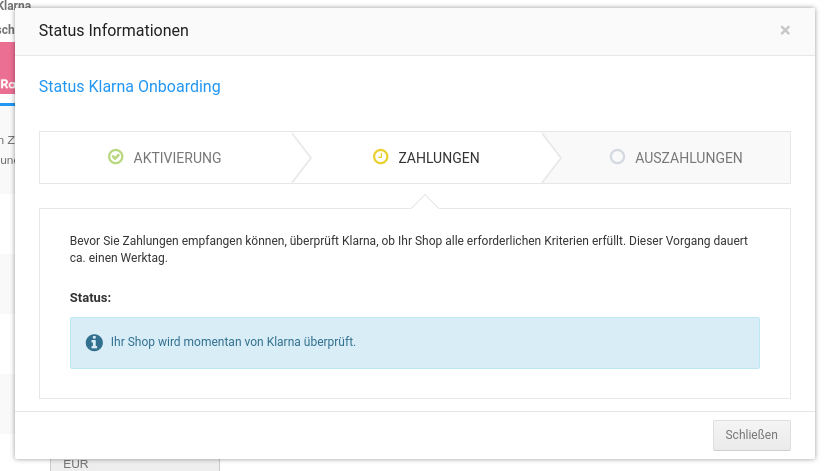 Klarna
Status Informationen
×
sch
Ro
Status Klarna Onboarding
n Z
und
AKTIVIERUNG
ZAHLUNGEN
AUSZAHLUNGEN
Bevor Sie Zahlungen empfangen können, überprüft Klarna, ob Ihr Shop alle erforderlichen Kriterien erfüllt. Dieser Vorgang dauert
ca. einen Werktag.
Status:
Ihr Shop wird momentan von Klarna überprüft.
Schließen
EUR